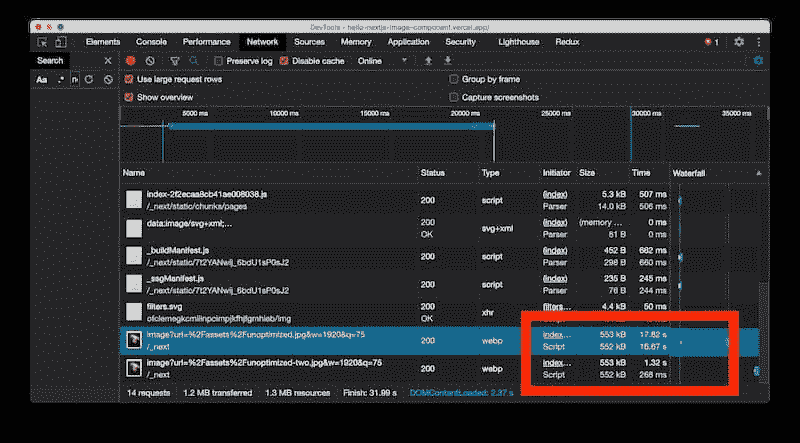 DevTools - hello-nextjs-image-component.vercel.app/
Elements Console Performance Network Sources Memory Application Security Lighthouse Redux 1
Search
Aa .* Preserve log Disable cache Online
Use large request rows Group by frame
Show overview Capture screenshots
5000 ms 10000 ms 15000 ms 20000 ms 25000 ms 30000 ms 35000 ms
Name Status Type Initiator Size Time Waterfall
index-2f2ecaa8cb41ae008038.js 200 script (index) 5.3 kB 507 ms
/_next/static/chunks/pages Parser 14.0 kB 506 ms
data:image/svg+xml;... 200 svg+xml (index) (memory ... 0 ms
OK Parser 61 B 0 ms
_buildManifest.js 200 script (index) 452 B 662 ms
/_next/static/7t2YANwij_6bdU1sP0sJ2 Parser 298 B 660 ms
_ssgManifest.js 200 script (index) 235 B 245 ms
/_next/static/7t2YANwij_6bdU1sP0sJ2 Parser 76 B 244 ms
filters.svg 200 xhr filters... 4.4 kB 50 ms
OK
image?url=%2Fassets%2Funoptimized.jpg&w=1920&q=75 200 webp index... 553 kB 17.82 s
/_next Script 552 kB 16.67 s
image?url=%2Fassets%2Funoptimized-two.jpg&w=1920&q=75 200 webp index... 553 kB 1.32 s
/_next Script 552 kB 268 ms
14 requests 1.2 MB transferred 1.3 MB resources Finish: 31.99 s DOMContentLoaded: 2.37 s